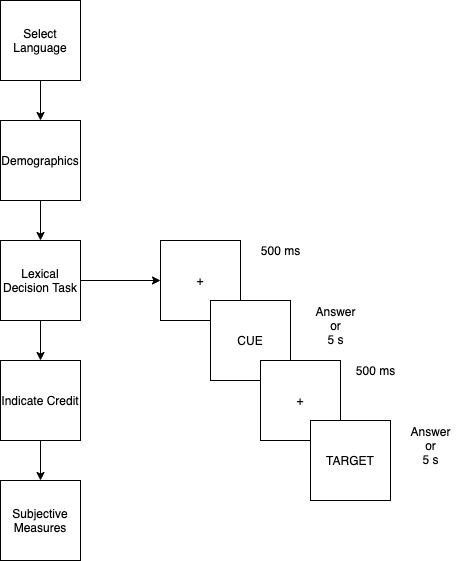 Select
Language
Demographics
Lexical
Decision Task
Indicate Credit
Subjective
Measures
+
500 ms
CUE
Answer
or
5 s
+
500 ms
TARGET
Answer
or
5 s